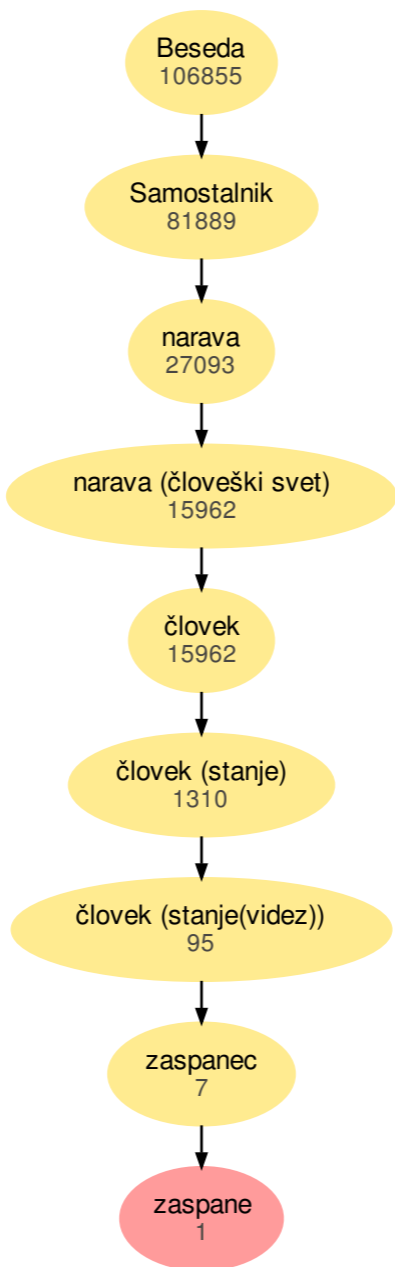 Beseda
106855
Samostalnik
81889
narava
27093
narava (človeški svet)
15962
človek
15962
človek (stanje)
1310
človek (stanje(videz))
95
zaspanec
7
zaspane
1